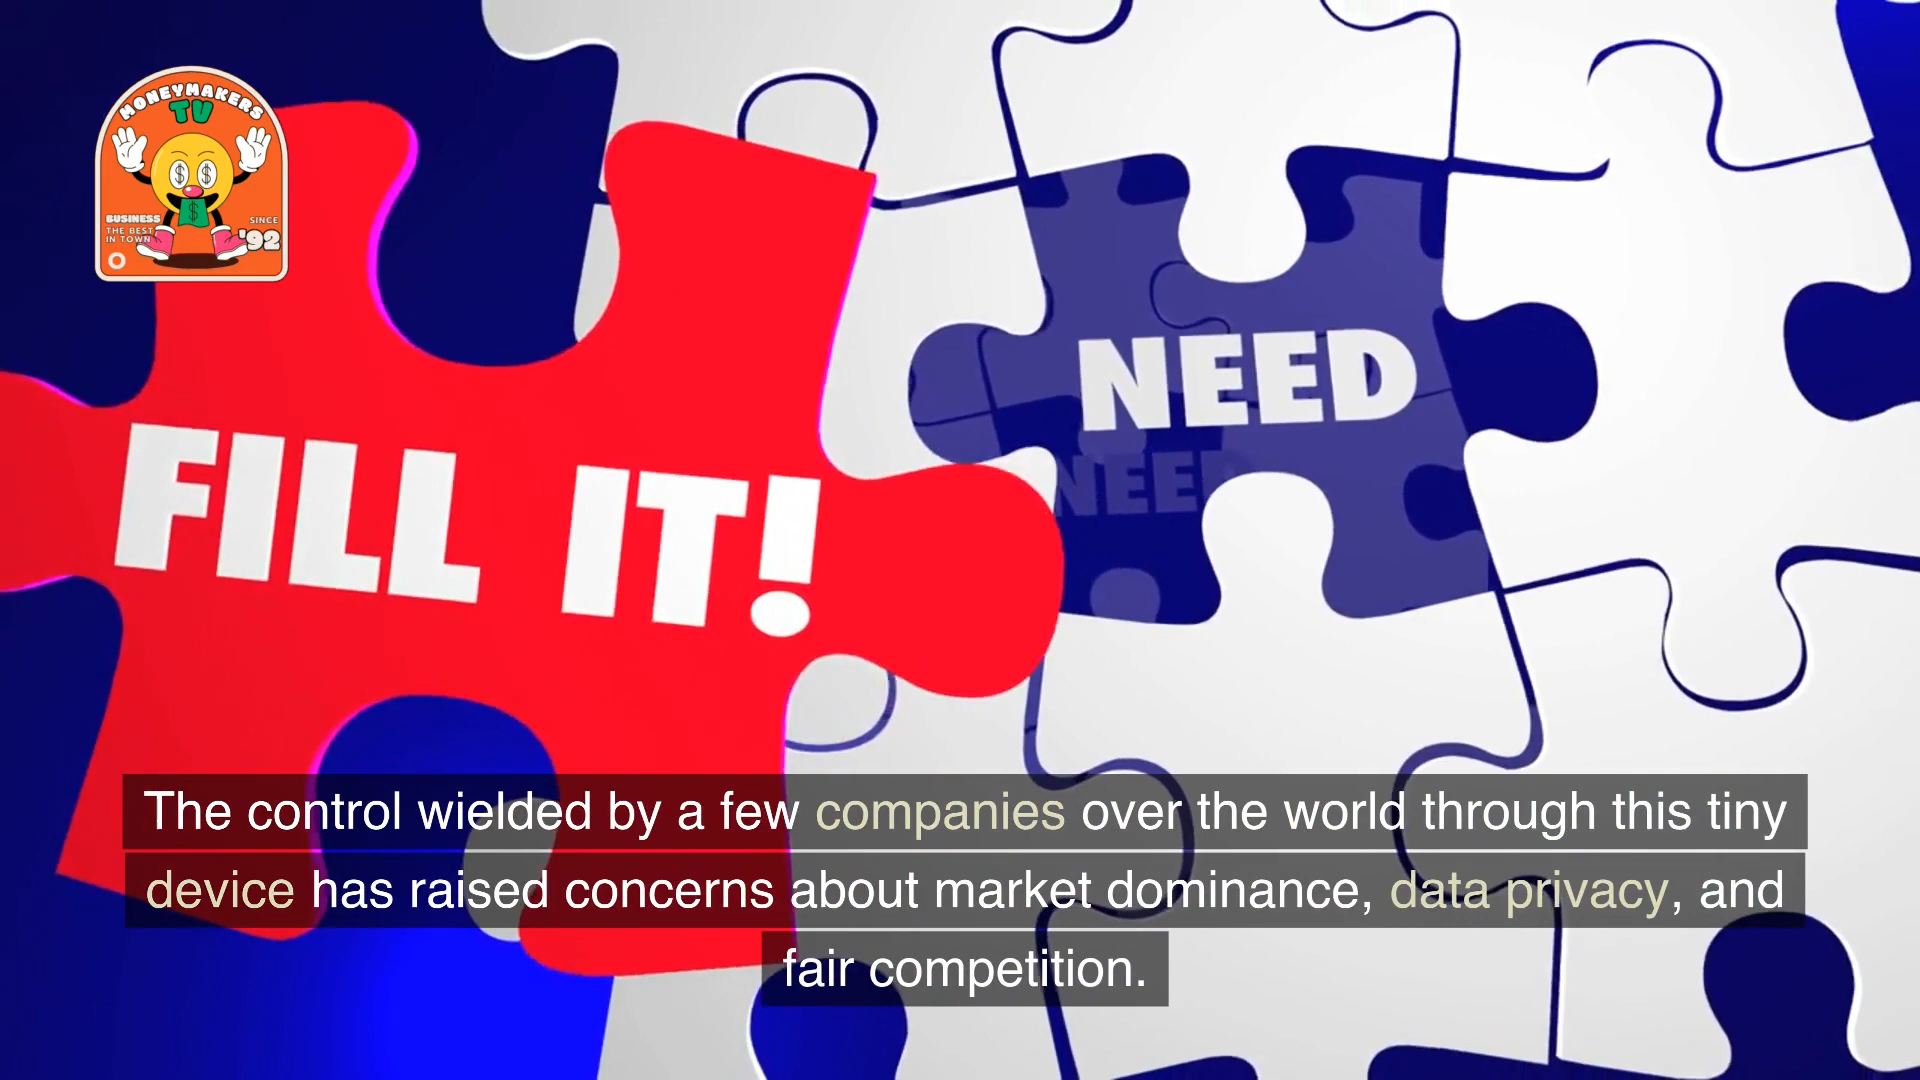 MONEYMAKERS
TV
BUSINESS
THE BEST
IN TOWN
SINCE
'92
NEED
NEED
FILL IT!
The control wielded by a few companies over the world through this tiny
device has raised concerns about market dominance, data privacy, and
fair competition.